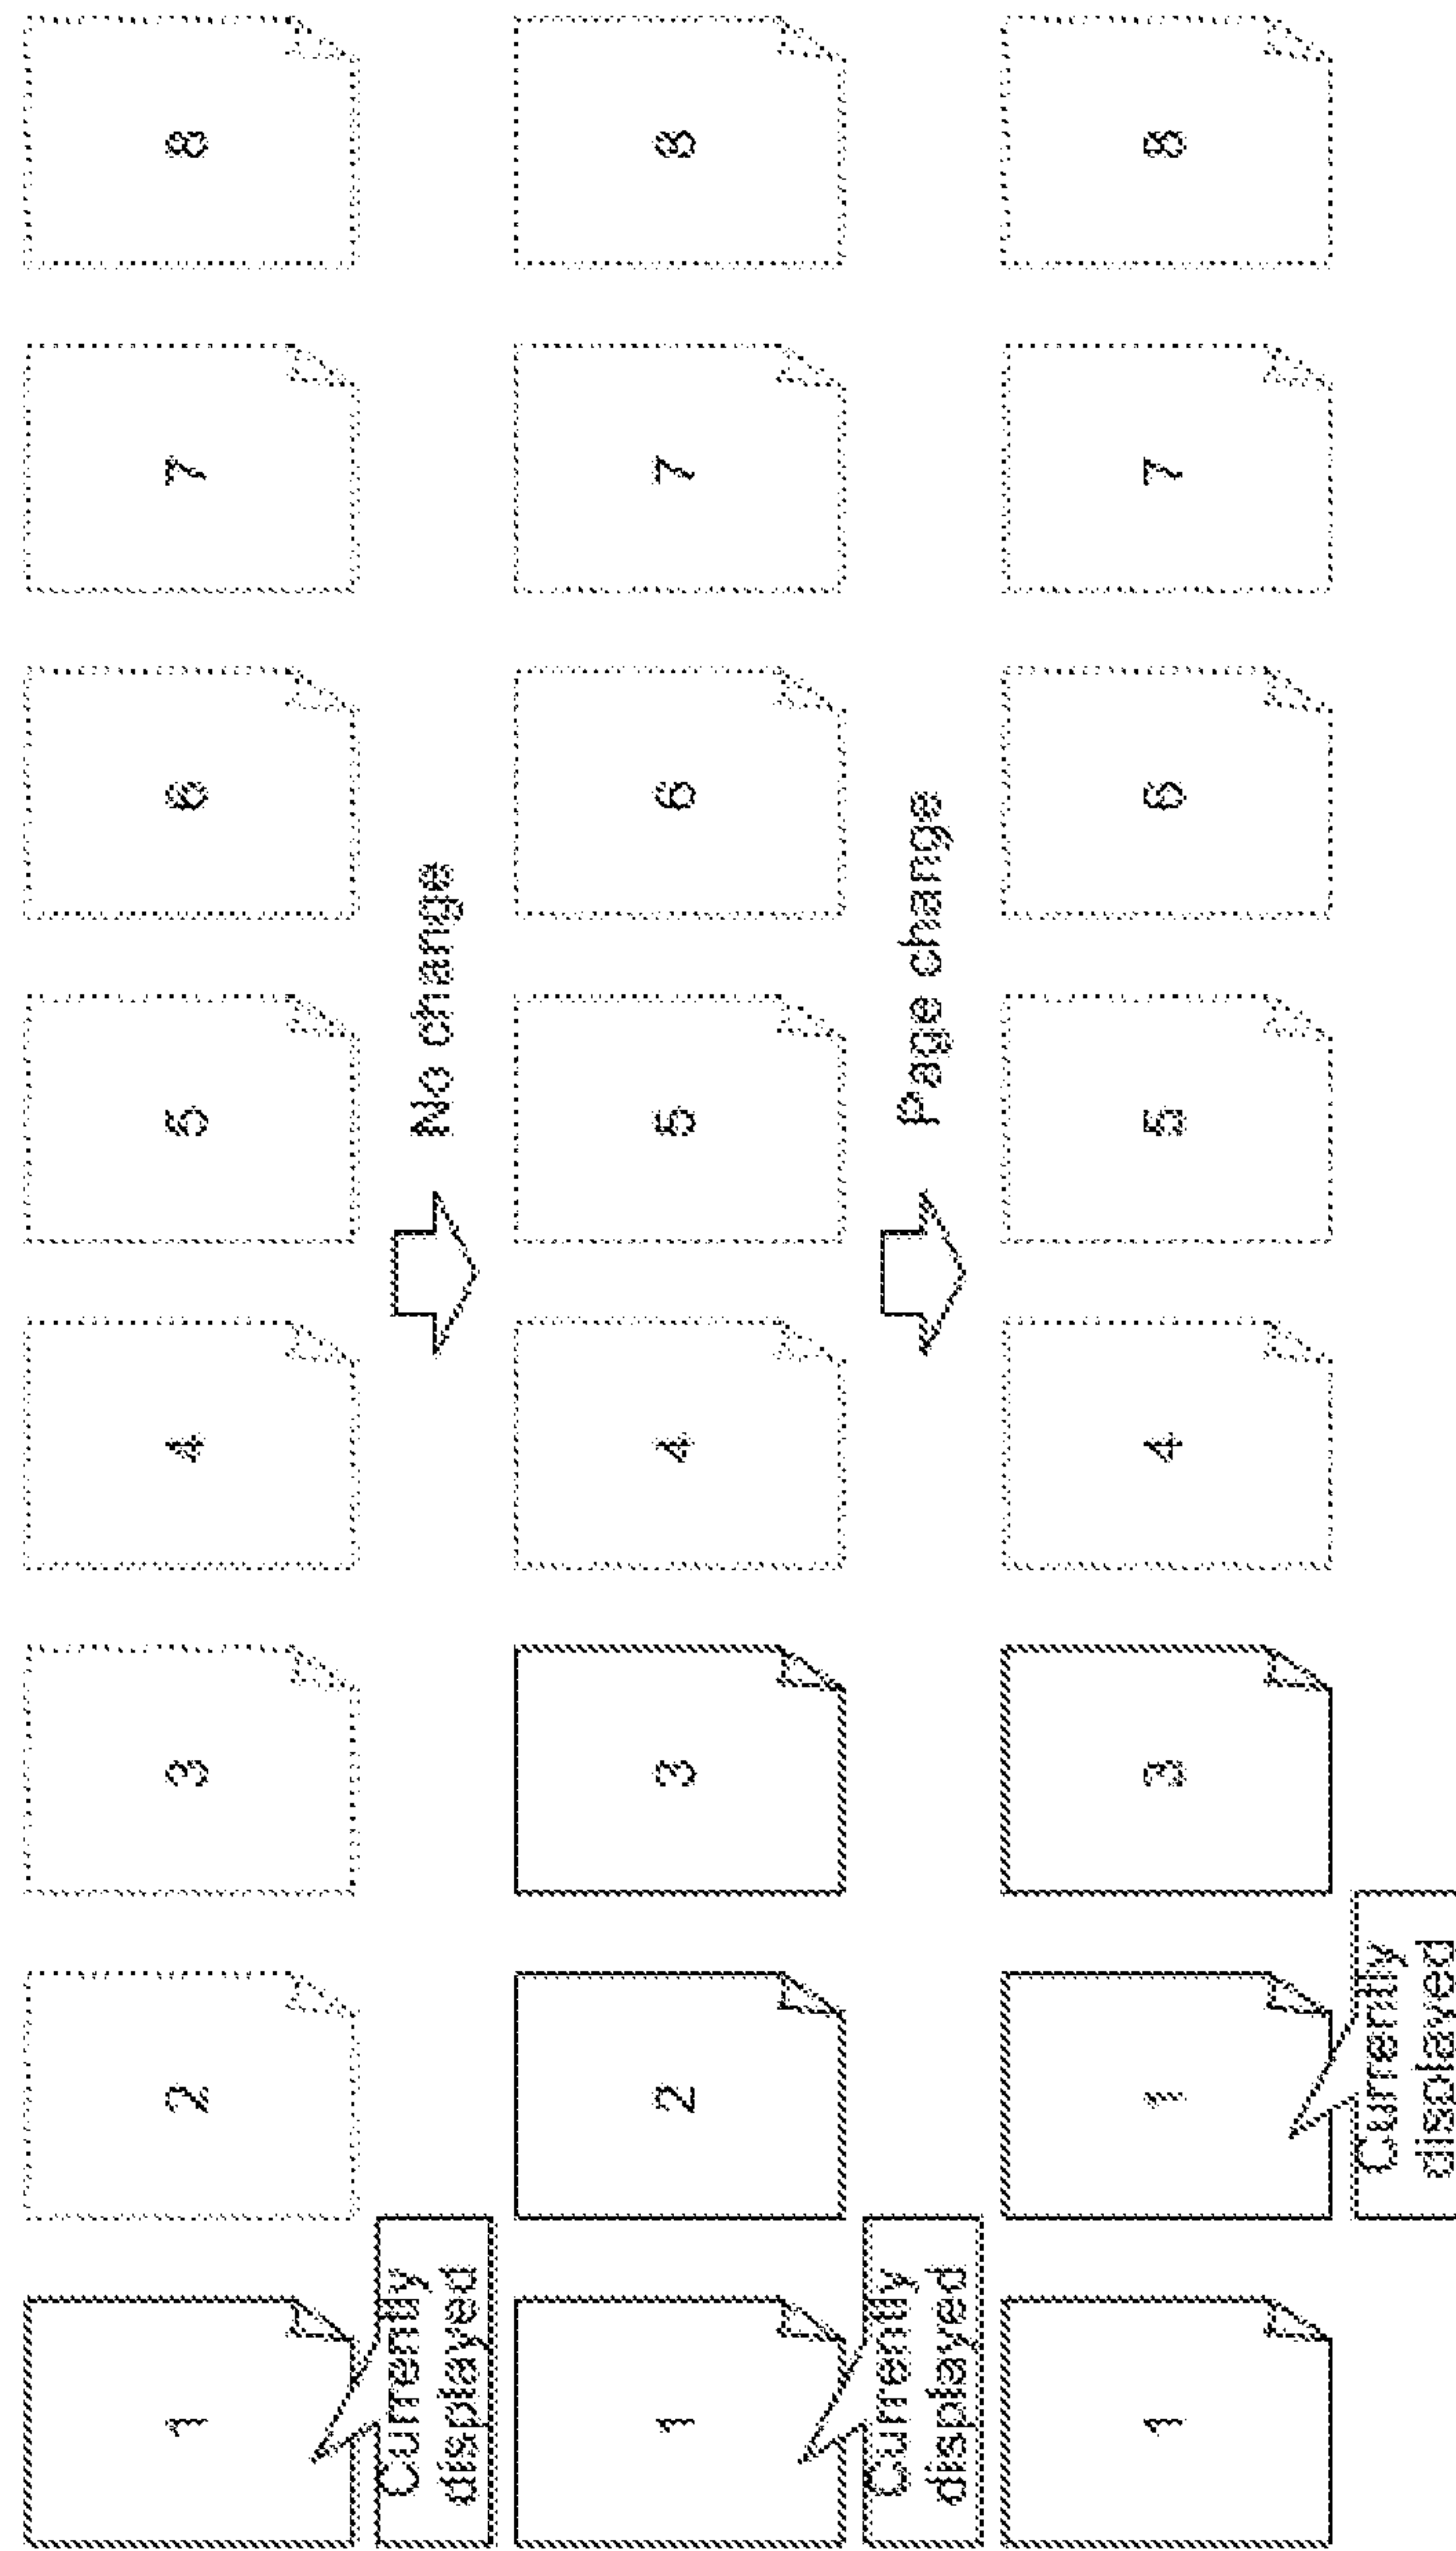 1 2 3 4 5 6 7 8
Currently
displayed
No change
1 2 3 4 5 6 7 8
Currently
displayed
Page change
1 1 3 4 5 6 7 8
Currently
displayed